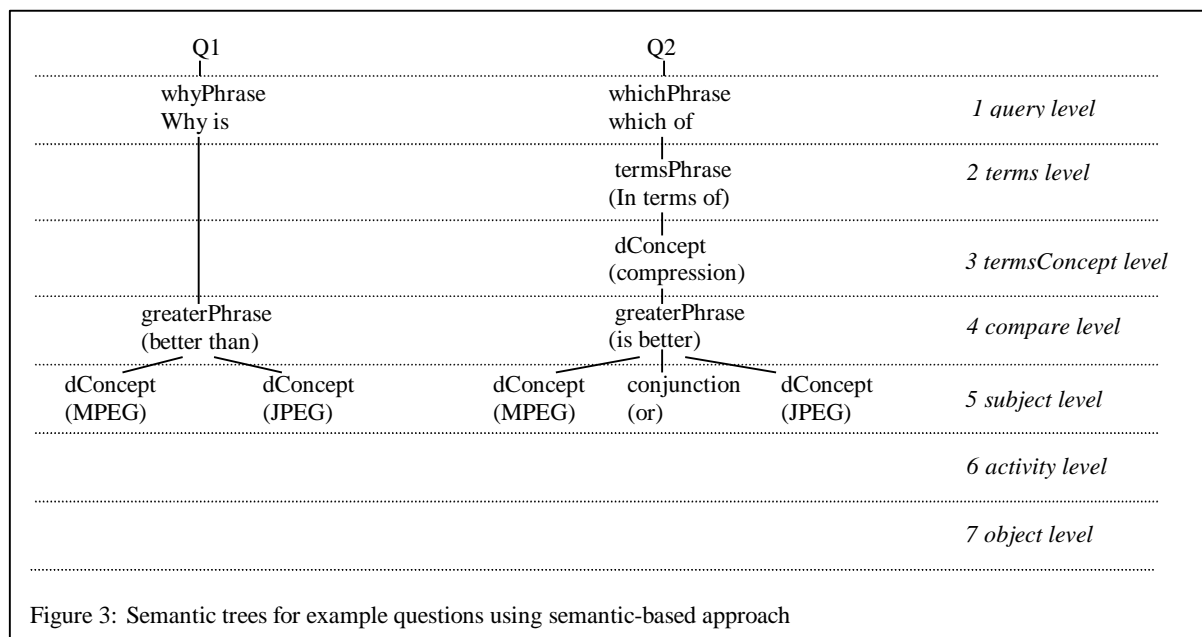 Q1 Q2
whyPhrase whichPhrase
Why is which of
1 query level
termsPhrase
(In terms of)
2 terms level
dConcept
(compression)
3 termsConcept level
greaterPhrase greaterPhrase
(better than) (is better)
4 compare level
dConcept dConcept dConcept conjunction dConcept
(MPEG) (JPEG) (MPEG) (or) (JPEG)
5 subject level
6 activity level
7 object level
Figure 3: Semantic trees for example questions using semantic-based approach